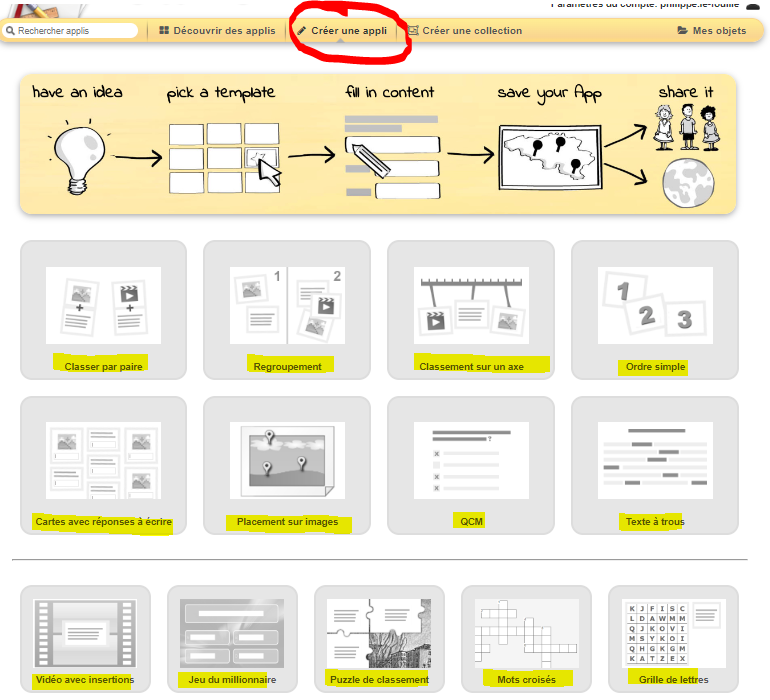 Paramètres du compte: philippe.le-fouille
Rechercher applis
Découvrir des applis
Créer une appli
Créer une collection
Mes objets
have an idea
pick a template
fill in content
save your App
share it
1 2
1 2 3
Classer par paire
Regroupement
Classement sur un axe
Ordre simple
?
Cartes avec réponses à écrire
Placement sur images
QCM
Texte à trous
K J F I S C
L D A W M M
Q J K O V I
M S Y K O I
Q H G K G M
K A T Z E X
Vidéo avec insertions
Jeu du millionnaire
Puzzle de classement
Mots croisés
Grille de lettres